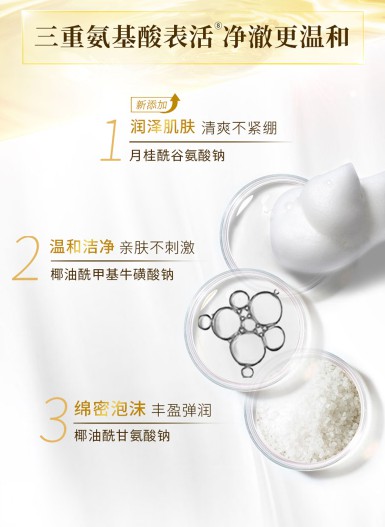 三重氨基酸表活®净澈更温和
新添加
1 润泽肌肤 清爽不紧绷
月桂酰谷氨酸钠
2 温和洁净 亲肤不刺激
椰油酰甲基牛磺酸钠
3 绵密泡沫 丰盈弹润
椰油酰甘氨酸钠